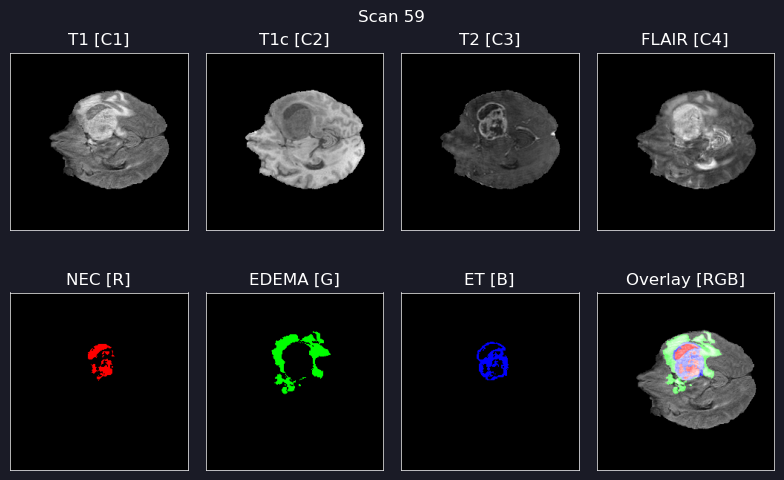 Scan 59
T1 [C1]
T1c [C2]
T2 [C3]
FLAIR [C4]
NEC [R]
EDEMA [G]
ET [B]
Overlay [RGB]